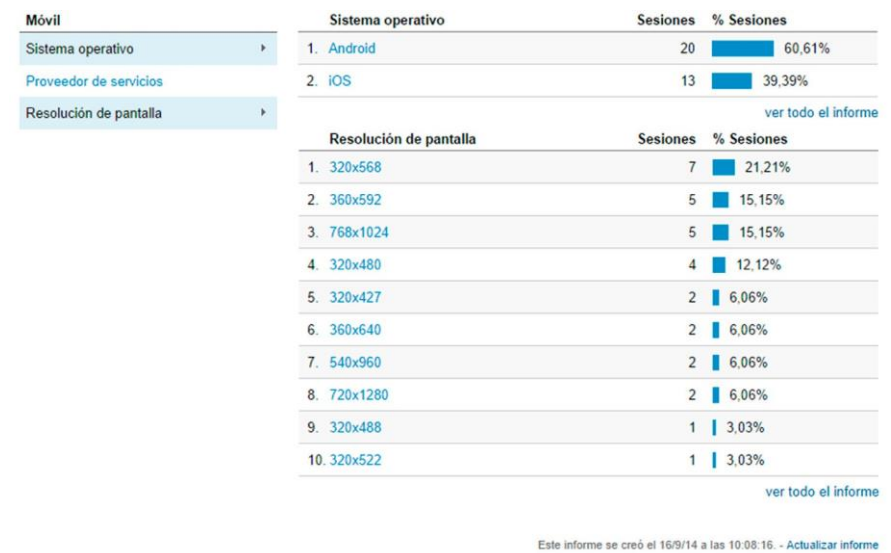 Móvil
Sistema operativo
Proveedor de servicios
Resolución de pantalla
Sistema operativo Sesiones % Sesiones
1. Android 20 60,61%
2. iOS 13 39,39%
ver todo el informe
Resolución de pantalla Sesiones % Sesiones
1. 320x568 7 21,21%
2. 360x592 5 15,15%
3. 768x1024 5 15,15%
4. 320x480 4 12,12%
5. 320x427 2 6,06%
6. 360x640 2 6,06%
7. 540x960 2 6,06%
8. 720x1280 2 6,06%
9. 320x488 1 3,03%
10. 320x522 1 3,03%
ver todo el informe
Este informe se creó el 16/9/14 a las 10:08:16. - Actualizar informe